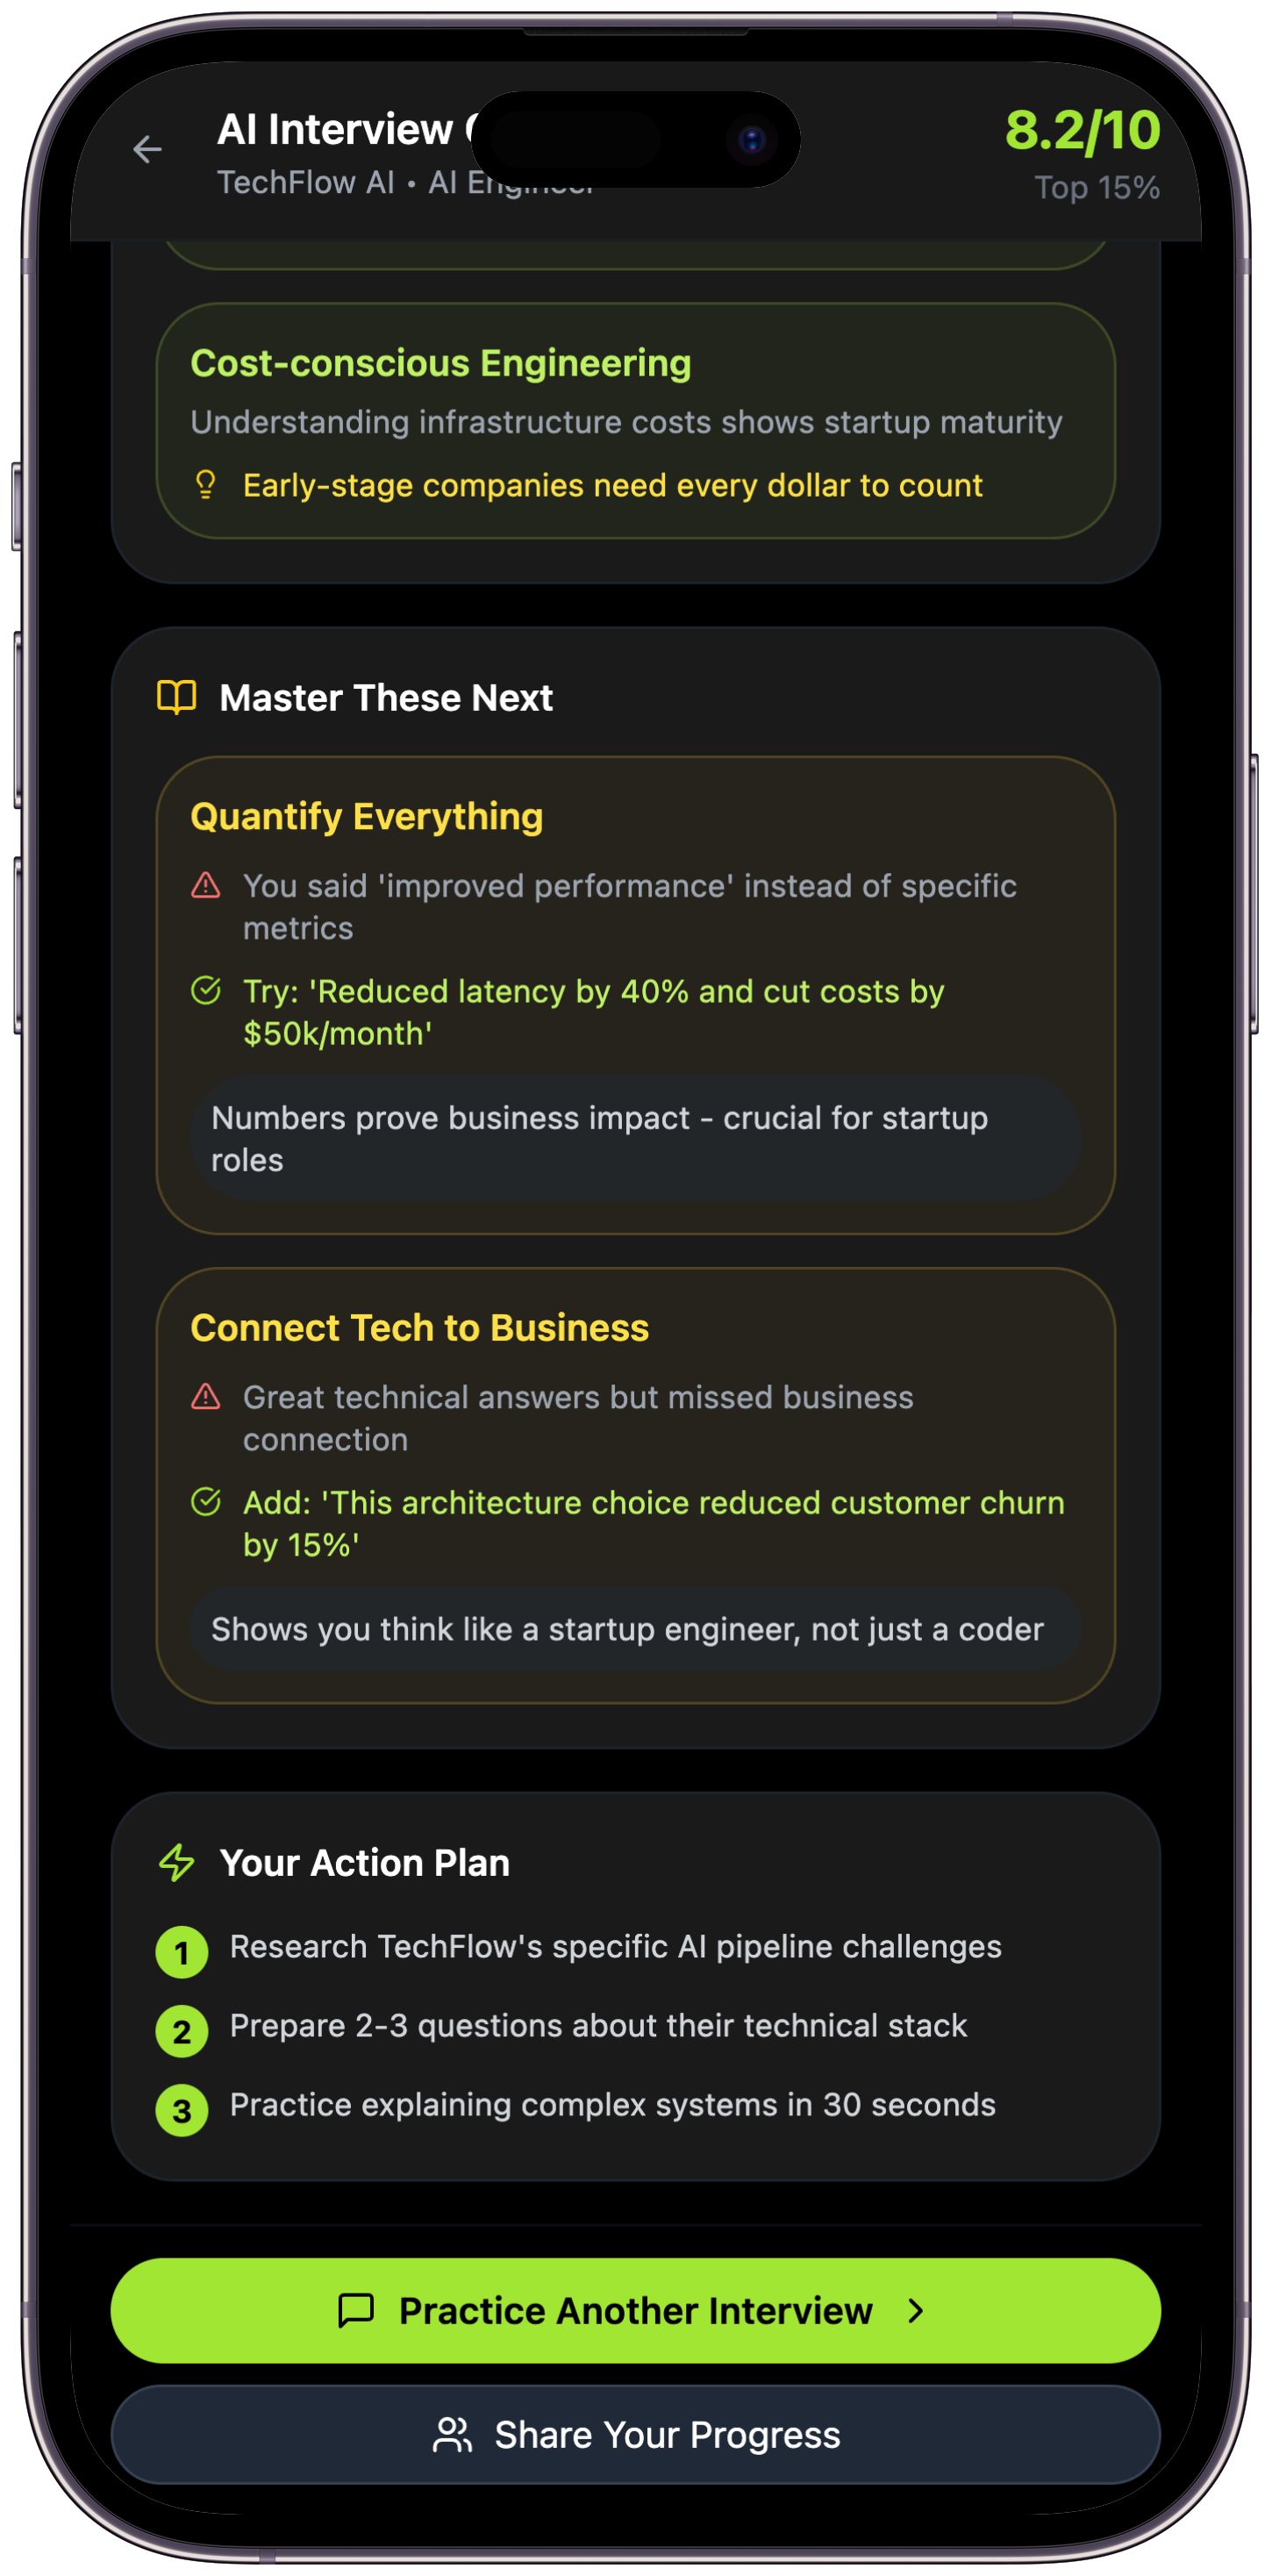 AI Interview
8.2/10
TechFlow AI • AI Engineer
Top 15%
Cost-conscious Engineering
Understanding infrastructure costs shows startup maturity
Early-stage companies need every dollar to count
Master These Next
Quantify Everything
You said 'improved performance' instead of specific
metrics
Try: 'Reduced latency by 40% and cut costs by
$50k/month'
Numbers prove business impact - crucial for startup
roles
Connect Tech to Business
Great technical answers but missed business
connection
Add: 'This architecture choice reduced customer churn
by 15%'
Shows you think like a startup engineer, not just a coder
Your Action Plan
1 Research TechFlow's specific AI pipeline challenges
2 Prepare 2-3 questions about their technical stack
3 Practice explaining complex systems in 30 seconds
Practice Another Interview
Share Your Progress